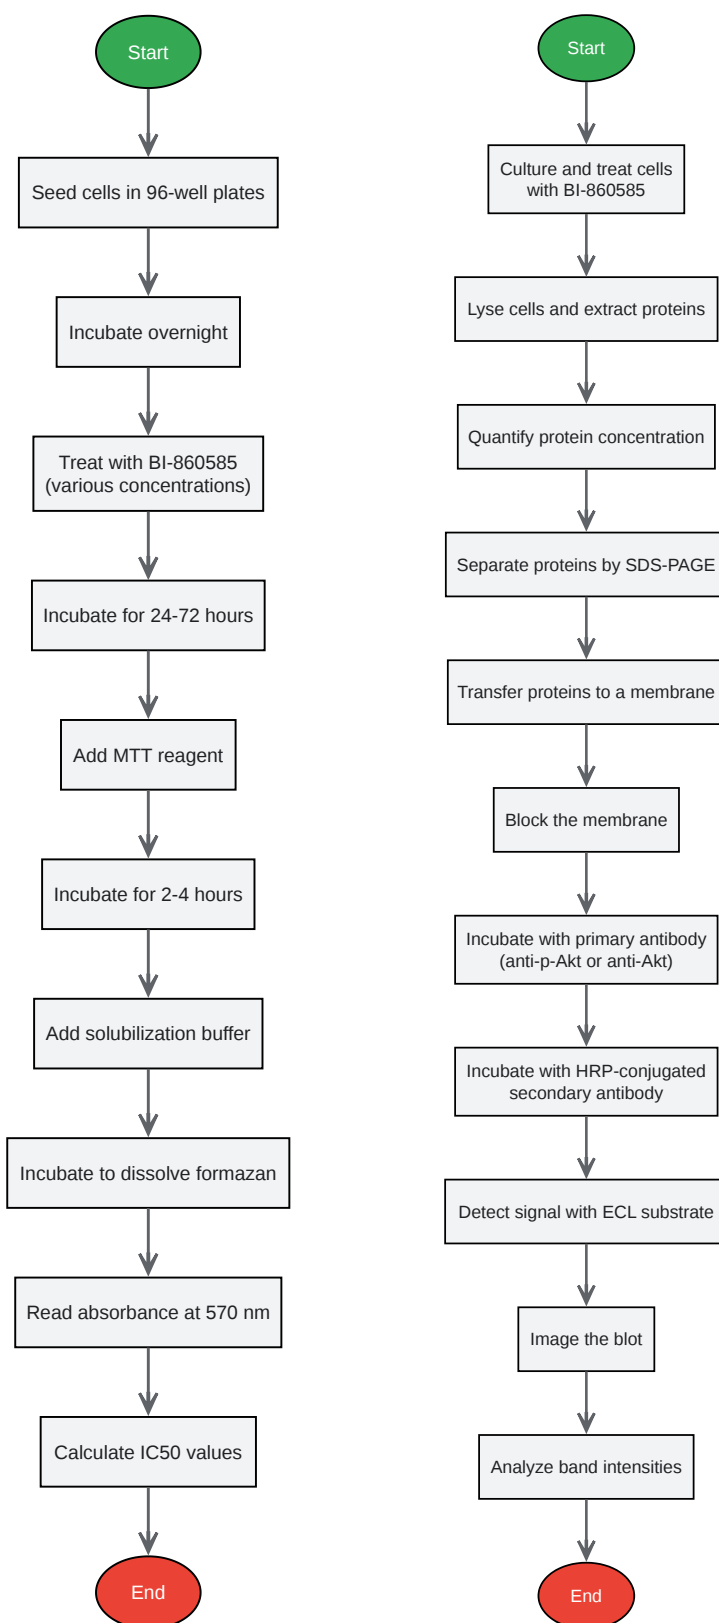 Start
Seed cells in 96-well plates
Incubate overnight
Treat with BI-860585
(various concentrations)
Incubate for 24-72 hours
Add MTT reagent
Incubate for 2-4 hours
Add solubilization buffer
Incubate to dissolve formazan
Read absorbance at 570 nm
Calculate IC50 values
End
Start
Culture and treat cells
with BI-860585
Lyse cells and extract proteins
Quantify protein concentration
Separate proteins by SDS-PAGE
Transfer proteins to a membrane
Block the membrane
Incubate with primary antibody
(anti-p-Akt or anti-Akt)
Incubate with HRP-conjugated
secondary antibody
Detect signal with ECL substrate
Image the blot
Analyze band intensities
End